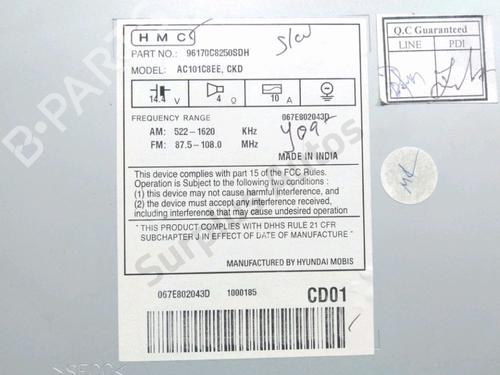 HMC
PART NO.: 96170C8250SDH
MODEL: AC101C8EE, CKD
14.4 V 4 Ω 10 A
FREQUENCY RANGE 067E802043D
AM: 522-1620 KHz
FM: 87.5-108.0 MHz
MADE IN INDIA
This device complies with part 15 of the FCC Rules.
Operation is Subject to the following two conditions :
(1) this device may not cause harmful interference, and
(2) the device must accept any interference received,
including interference that may cause undesired operation
" THIS PRODUCT COMPLIES WITH DHHS RULE 21 CFR
SUBCHAPTER J IN EFFECT OF DATE OF MANUFACTURE "
MANUFACTURED BY HYUNDAI MOBIS
067E802043D 1000185 CD01
Q.C Guaranteed
LINE PDI
B-PARTS